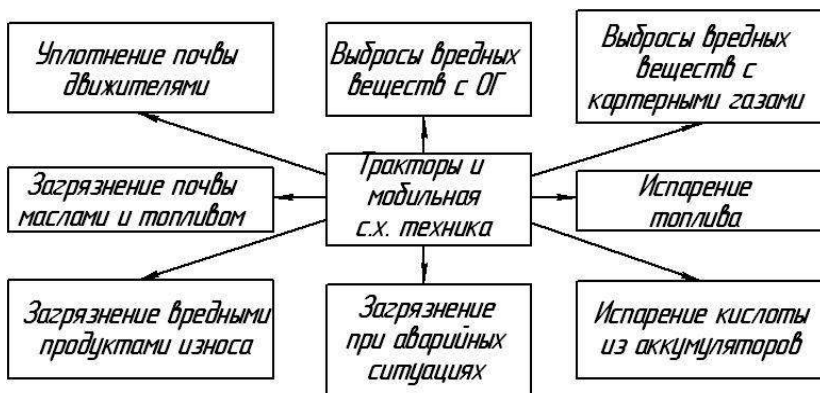 Уплотнение почвы
движителями
Выбросы вредных
веществ с ОГ
Выбросы вредных
веществ с
картерными газами
Загрязнение почвы
маслами и топливом
Тракторы и
мобильная
с.х. техника
Испарение
топлива
Загрязнение вредными
продуктами износа
Загрязнение
при аварийных
ситуациях
Испарение кислоты
из аккумуляторов